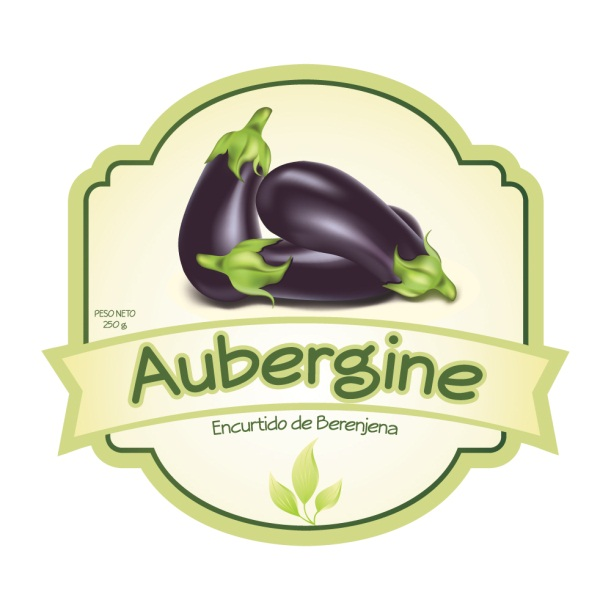 PESO NETO
250 g
Aubergine
Encurtido de Berenjena